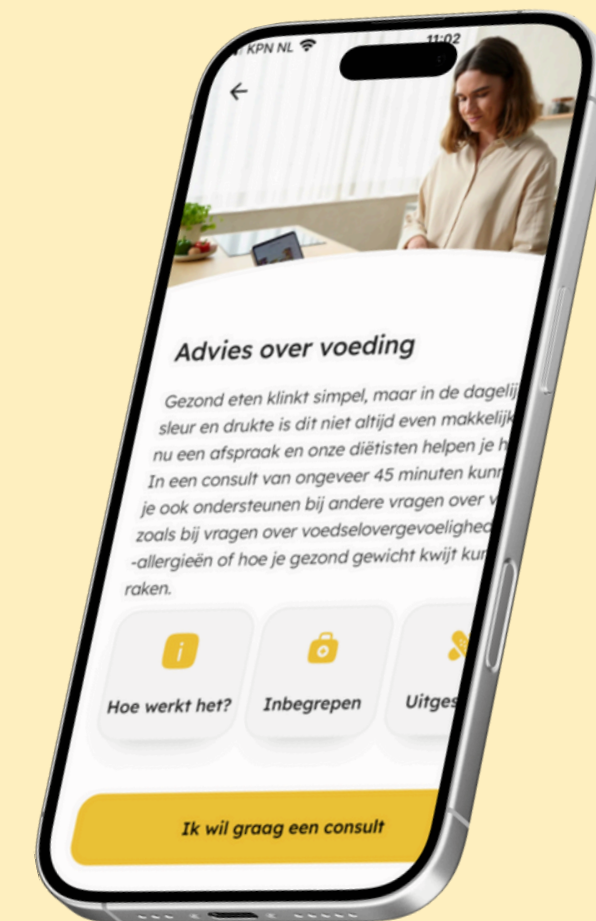 KPN NL
11:02
Advies over voeding
Gezond eten klinkt simpel, maar in de dagelij
sleur en drukte is dit niet altijd even makkelijk
nu een afspraak en onze diëtisten helpen je h
In een consult van ongeveer 45 minuten kunn
je ook ondersteunen bij andere vragen over v
zoals bij vragen over voedselovergevoelighed
-allergieën of hoe je gezond gewicht kwijt kun
raken.
Hoe werkt het?
Inbegrepen
Uitges
Ik wil graag een consult